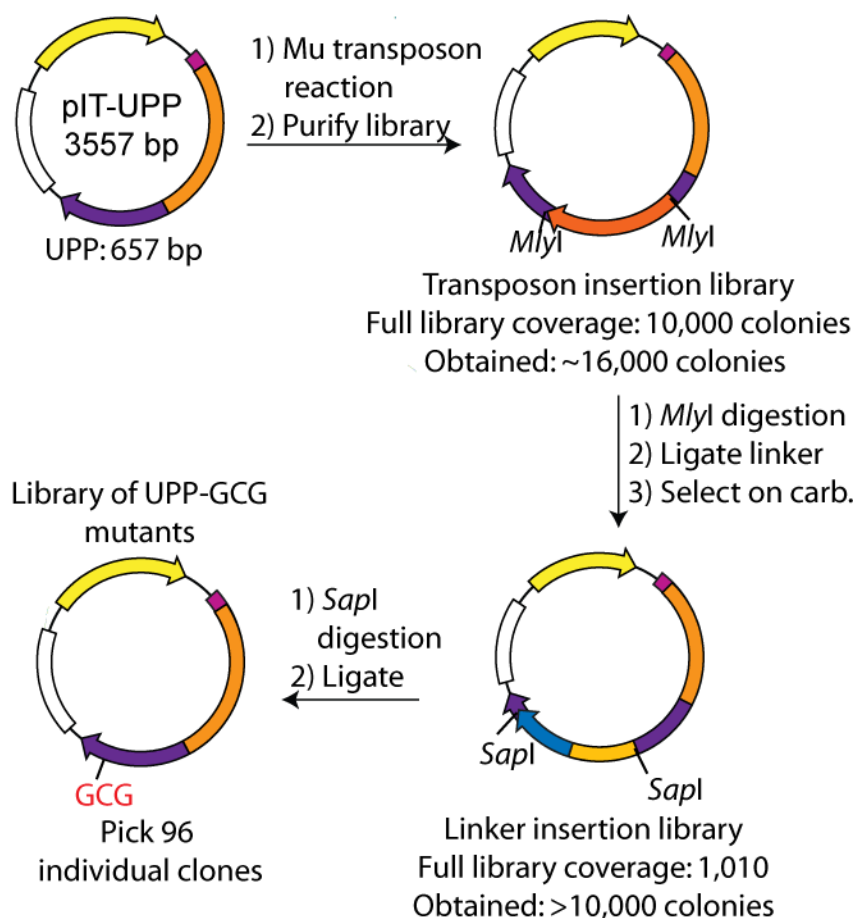 pIT-UPP
3557 bp
UPP: 657 bp
1) Mu transposon
reaction
2) Purify library
MlyI
MlyI
Transposon insertion library
Full library coverage: 10,000 colonies
Obtained: ~16,000 colonies
1) MlyI digestion
2) Ligate linker
3) Select on carb.
SapI
SapI
Linker insertion library
Full library coverage: 1,010
Obtained: >10,000 colonies
1) SapI
digestion
2) Ligate
Library of UPP-GCG
mutants
GCG
Pick 96
individual clones